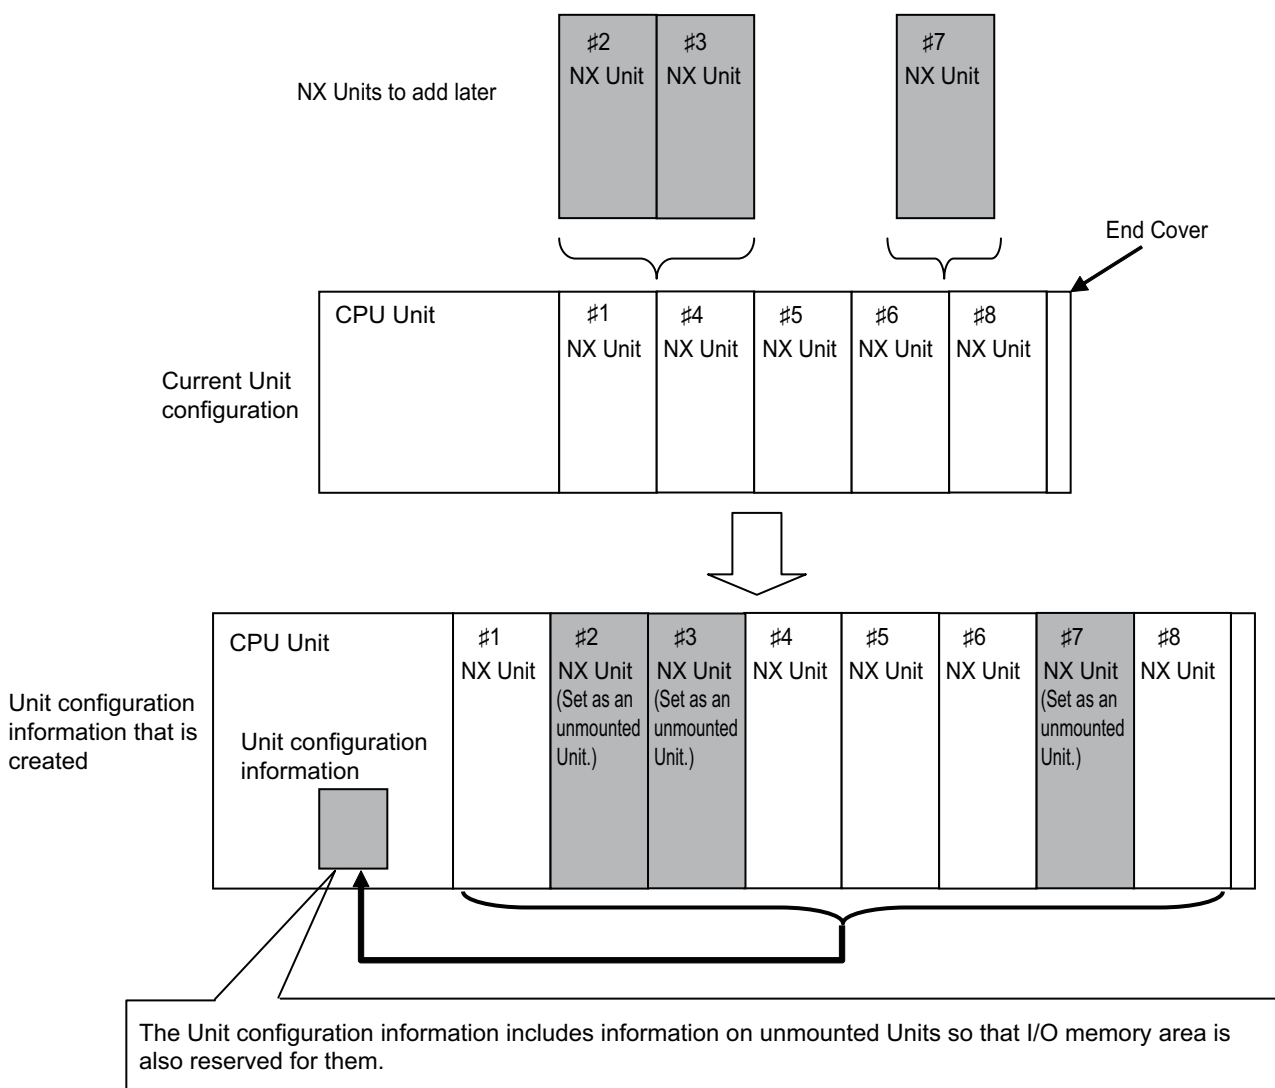 ♯2
NX Unit
♯3
NX Unit
♯7
NX Unit
NX Units to add later
End Cover
CPU Unit
♯1
NX Unit
♯4
NX Unit
♯5
NX Unit
♯6
NX Unit
♯8
NX Unit
Current Unit
configuration
CPU Unit
♯1
NX Unit
♯2
NX Unit
(Set as an
unmounted
Unit.)
♯3
NX Unit
(Set as an
unmounted
Unit.)
♯4
NX Unit
♯5
NX Unit
♯6
NX Unit
♯7
NX Unit
(Set as an
unmounted
Unit.)
♯8
NX Unit
Unit configuration
information that is
created
Unit configuration
information
The Unit configuration information includes information on unmounted Units so that I/O memory area is
also reserved for them.